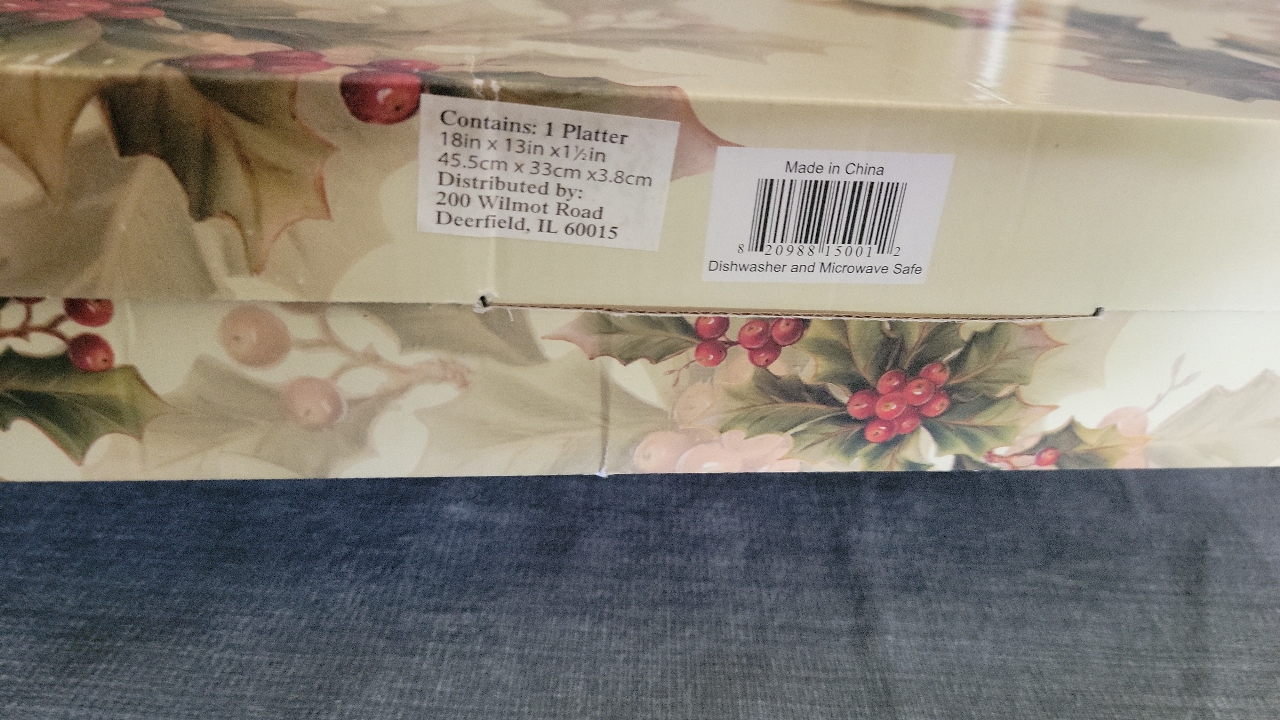 Contains: 1 Platter
18in x 13in x1½in
45.5cm x 33cm x3.8cm
Distributed by:
200 Wilmot Road
Deerfield, IL 60015
Made in China
8 20988 15001 2
Dishwasher and Microwave Safe